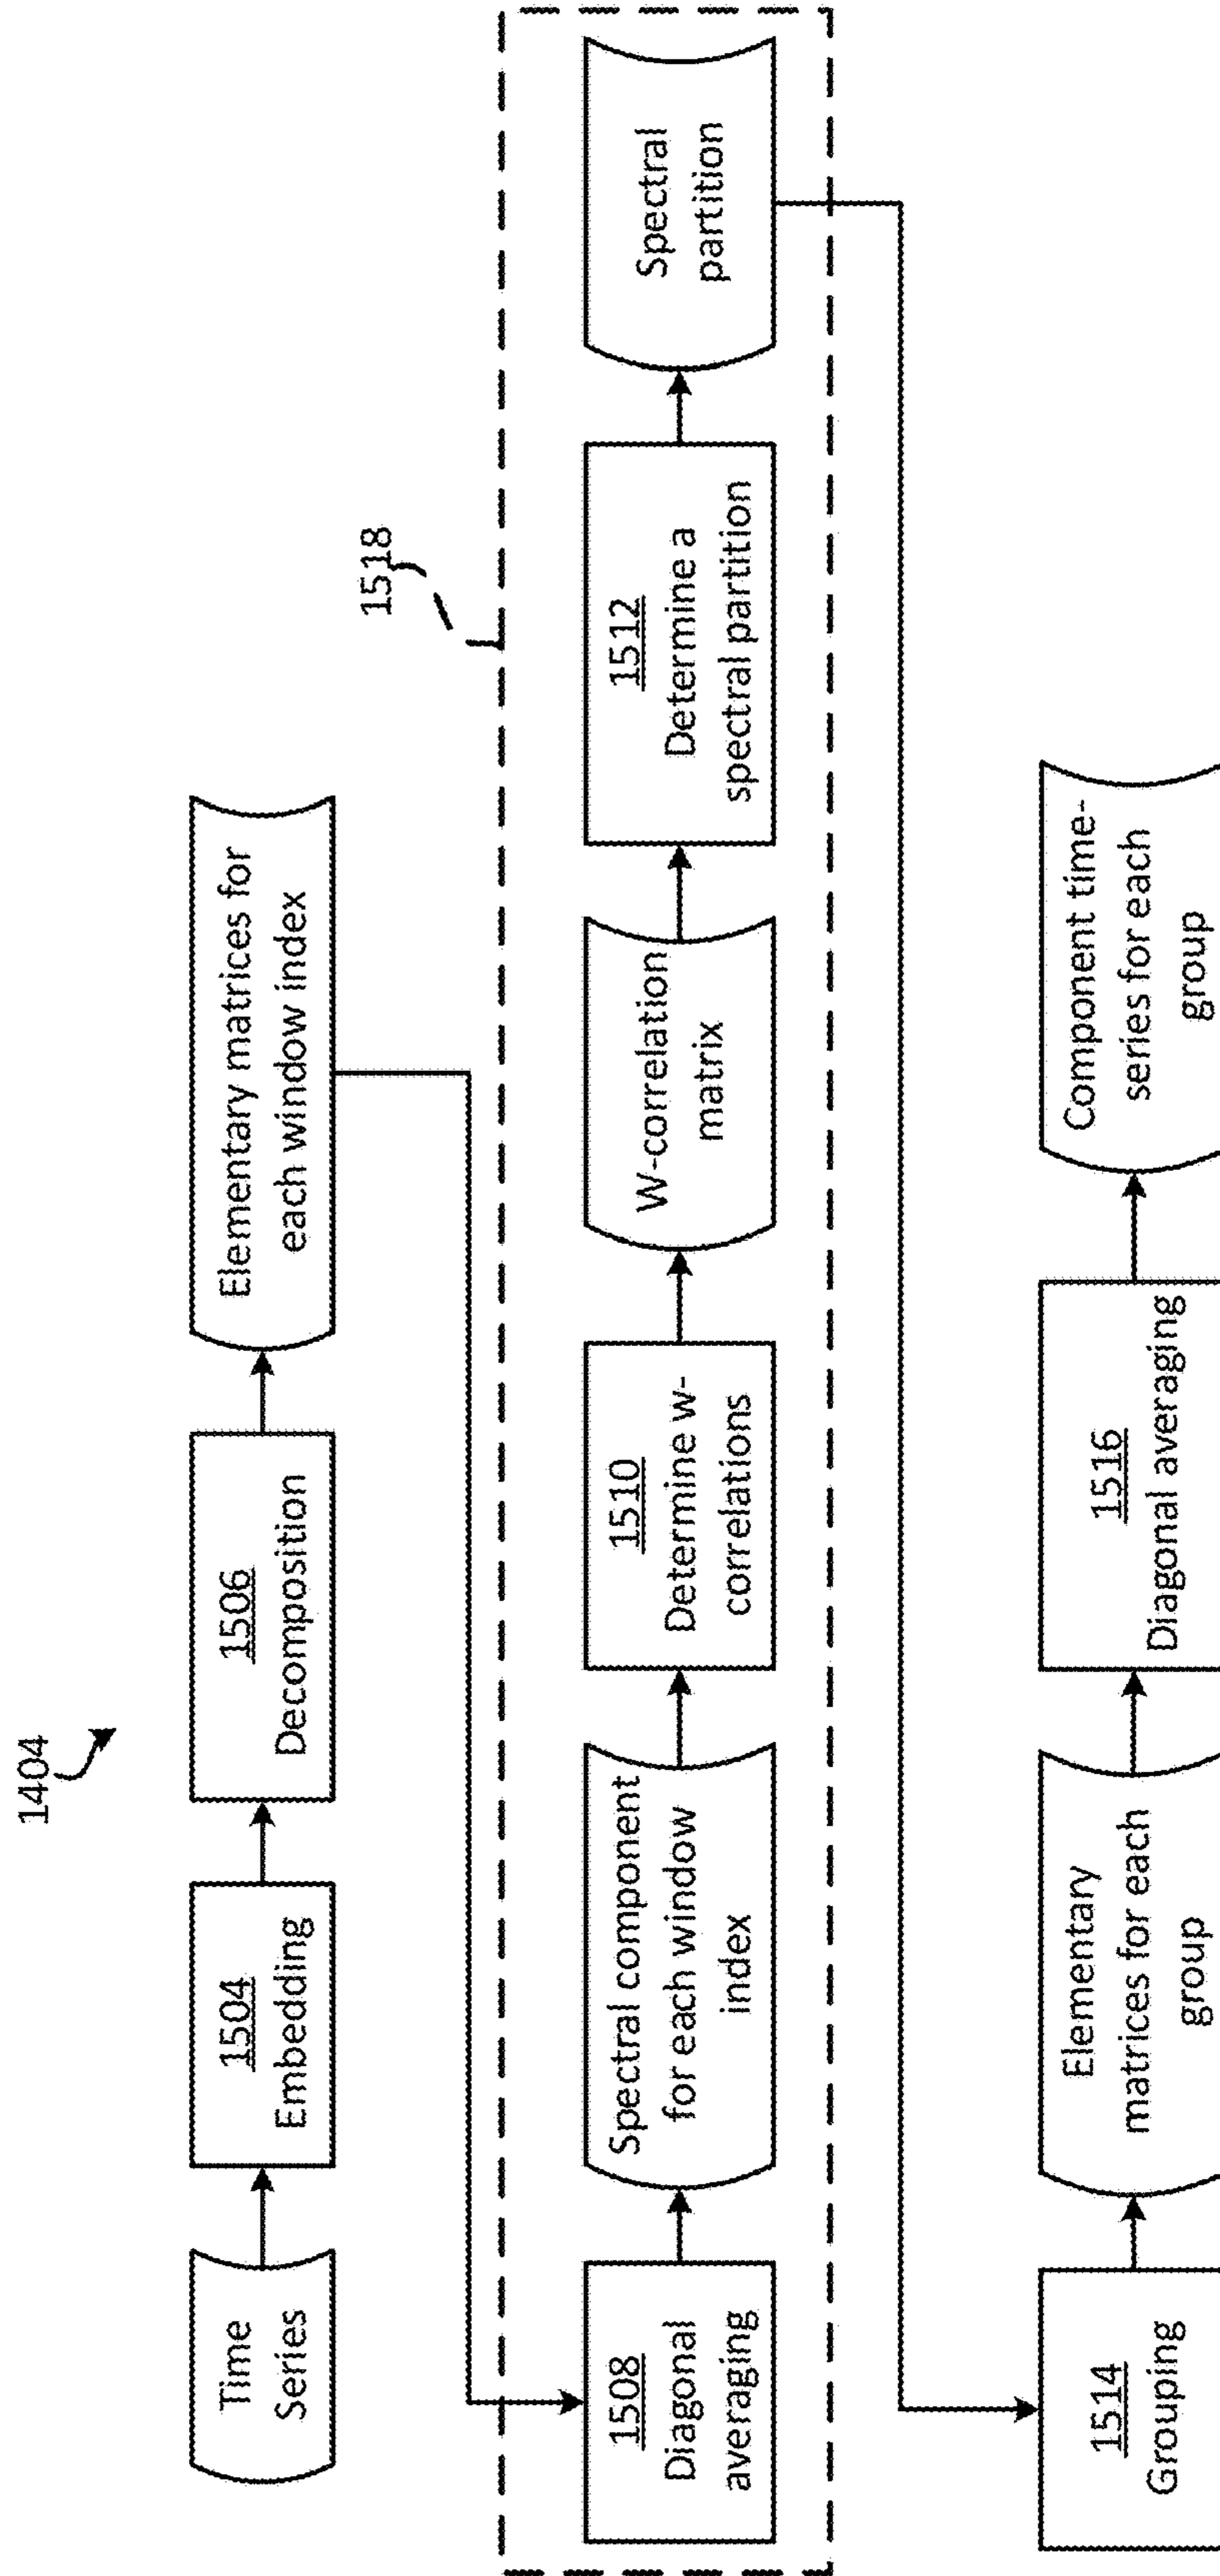 1404
Time
Series
1504
Embedding
1506
Decomposition
Elementary matrices for
each window index
1518
1508
Diagonal
averaging
Spectral component
for each window
index
1510
Determine w-
correlations
W-correlation
matrix
1512
Determine a
spectral partition
Spectral
partition
1514
Grouping
Elementary
matrices for each
group
1516
Diagonal averaging
Component time-
series for each
group